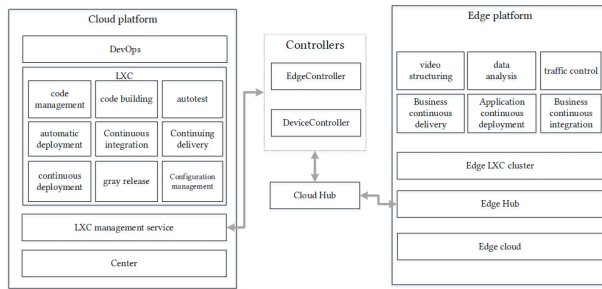 Cloud platform
DevOps
LXC
code
management
code building
autotest
automatic
deployment
Continuous
integration
Continuing
delivery
continuous
deployment
gray release
Configuration
management
LXC management service
Center
Controllers
EdgeController
DeviceController
Cloud Hub
Edge platform
video
structuring
data
analysis
traffic control
Business
continuous
delivery
Application
continuous
deployment
Business
continuous
integration
Edge LXC cluster
Edge Hub
Edge cloud